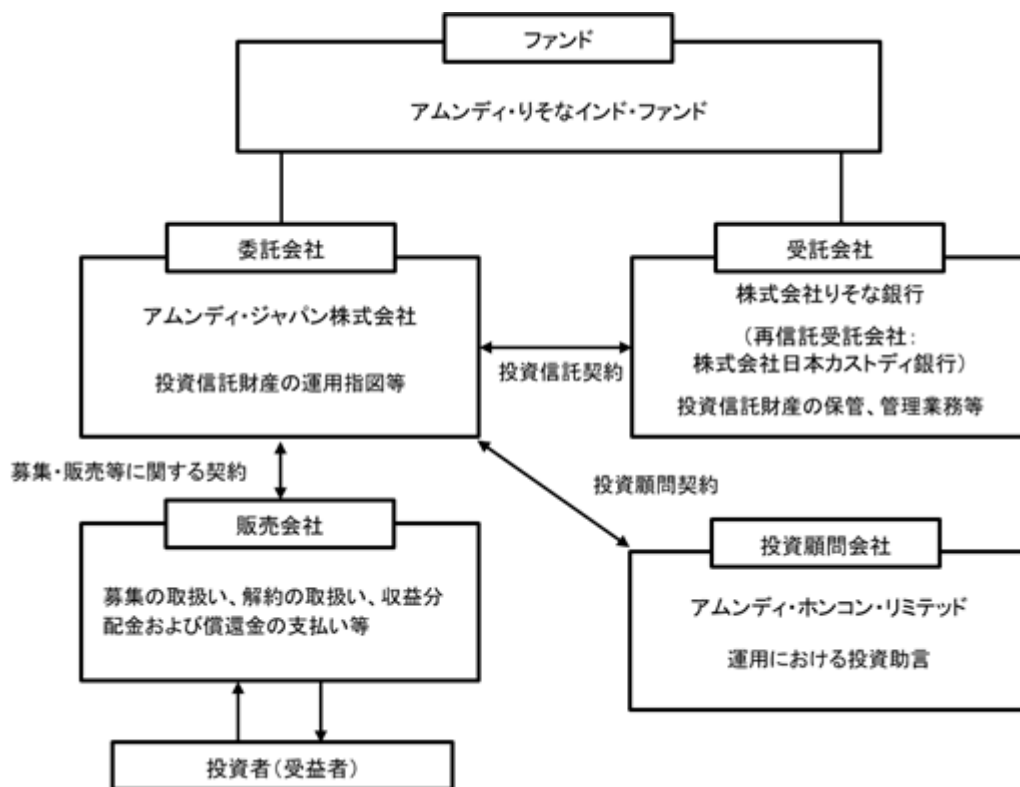 ファンド
アムンディ・りそなインド・ファンド
委託会社
アムンディ・ジャパン株式会社
投資信託財産の運用指図等
投資信託契約
受託会社
株式会社りそな銀行
（再信託受託会社：
株式会社日本カストディ銀行）
投資信託財産の保管、管理業務等
募集・販売等に関する契約
投資顧問契約
販売会社
募集の取扱い、解約の取扱い、収益分
配金および償還金の支払い等
投資顧問会社
アムンディ・ホンコン・リミテッド
運用における投資助言
投資者（受益者）